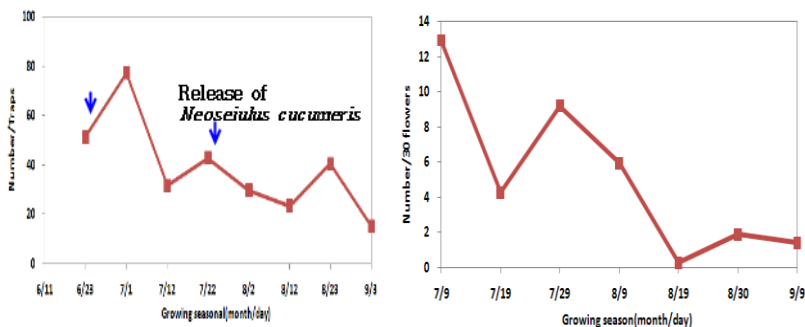 100
80
60
40
20
0
Number/Traps
Release of
Neoseiulus cucumeris
6/11 6/23 7/1 7/12 7/22 8/2 8/12 8/23 9/3
Growing seasonal(month/day)
14
12
10
8
6
4
2
0
Number/30 flowers
7/9 7/19 7/29 8/9 8/19 8/30 9/9
Growing season(month/day)